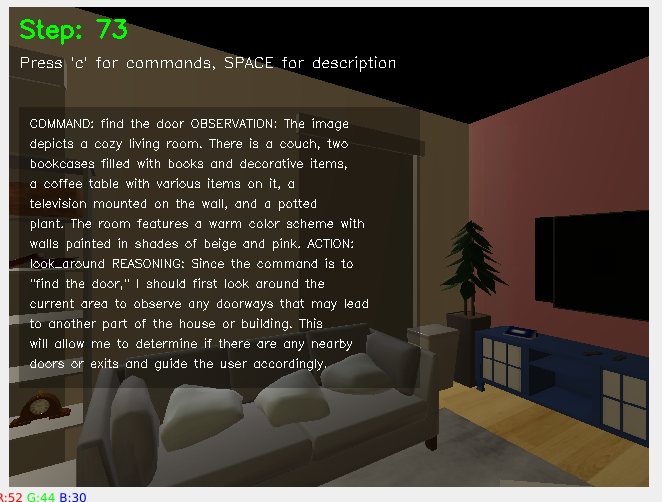 Step: 73
Press 'c' for commands, SPACE for description
COMMAND: find the door OBSERVATION: The image
depicts a cozy living room. There is a couch, two
bookcases filled with books and decorative items,
a coffee table with various items on it, a
television mounted on the wall, and a potted
plant. The room features a warm color scheme with
walls painted in shades of beige and pink. ACTION:
look_around REASONING: Since the command is to
"find the door," I should first look around the
current area to observe any doorways that may lead
to another part of the house or building. This
will allow me to determine if there are any nearby
doors or exits and guide the user accordingly.
R:52 G:44 B:30